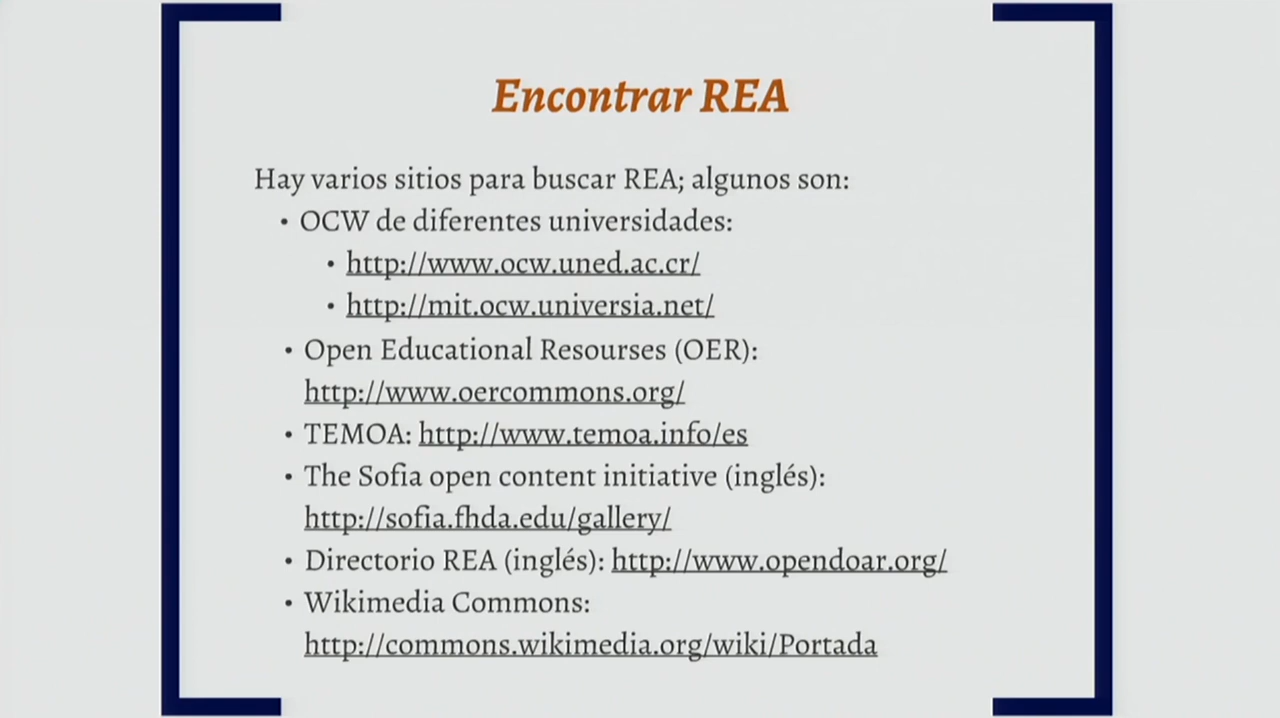 Encontrar REA
Hay varios sitios para buscar REA; algunos son:
• OCW de diferentes universidades:
• http://www.ocw.uned.ac.cr/
• http://mit.ocw.universia.net/
• Open Educational Resourses (OER):
http://www.oercommons.org/
• TEMOA: http://www.temoa.info/es
• The Sofia open content initiative (inglés):
http://sofia.fhda.edu/gallery/
• Directorio REA (inglés): http://www.opendoar.org/
• Wikimedia Commons:
http://commons.wikimedia.org/wiki/Portada